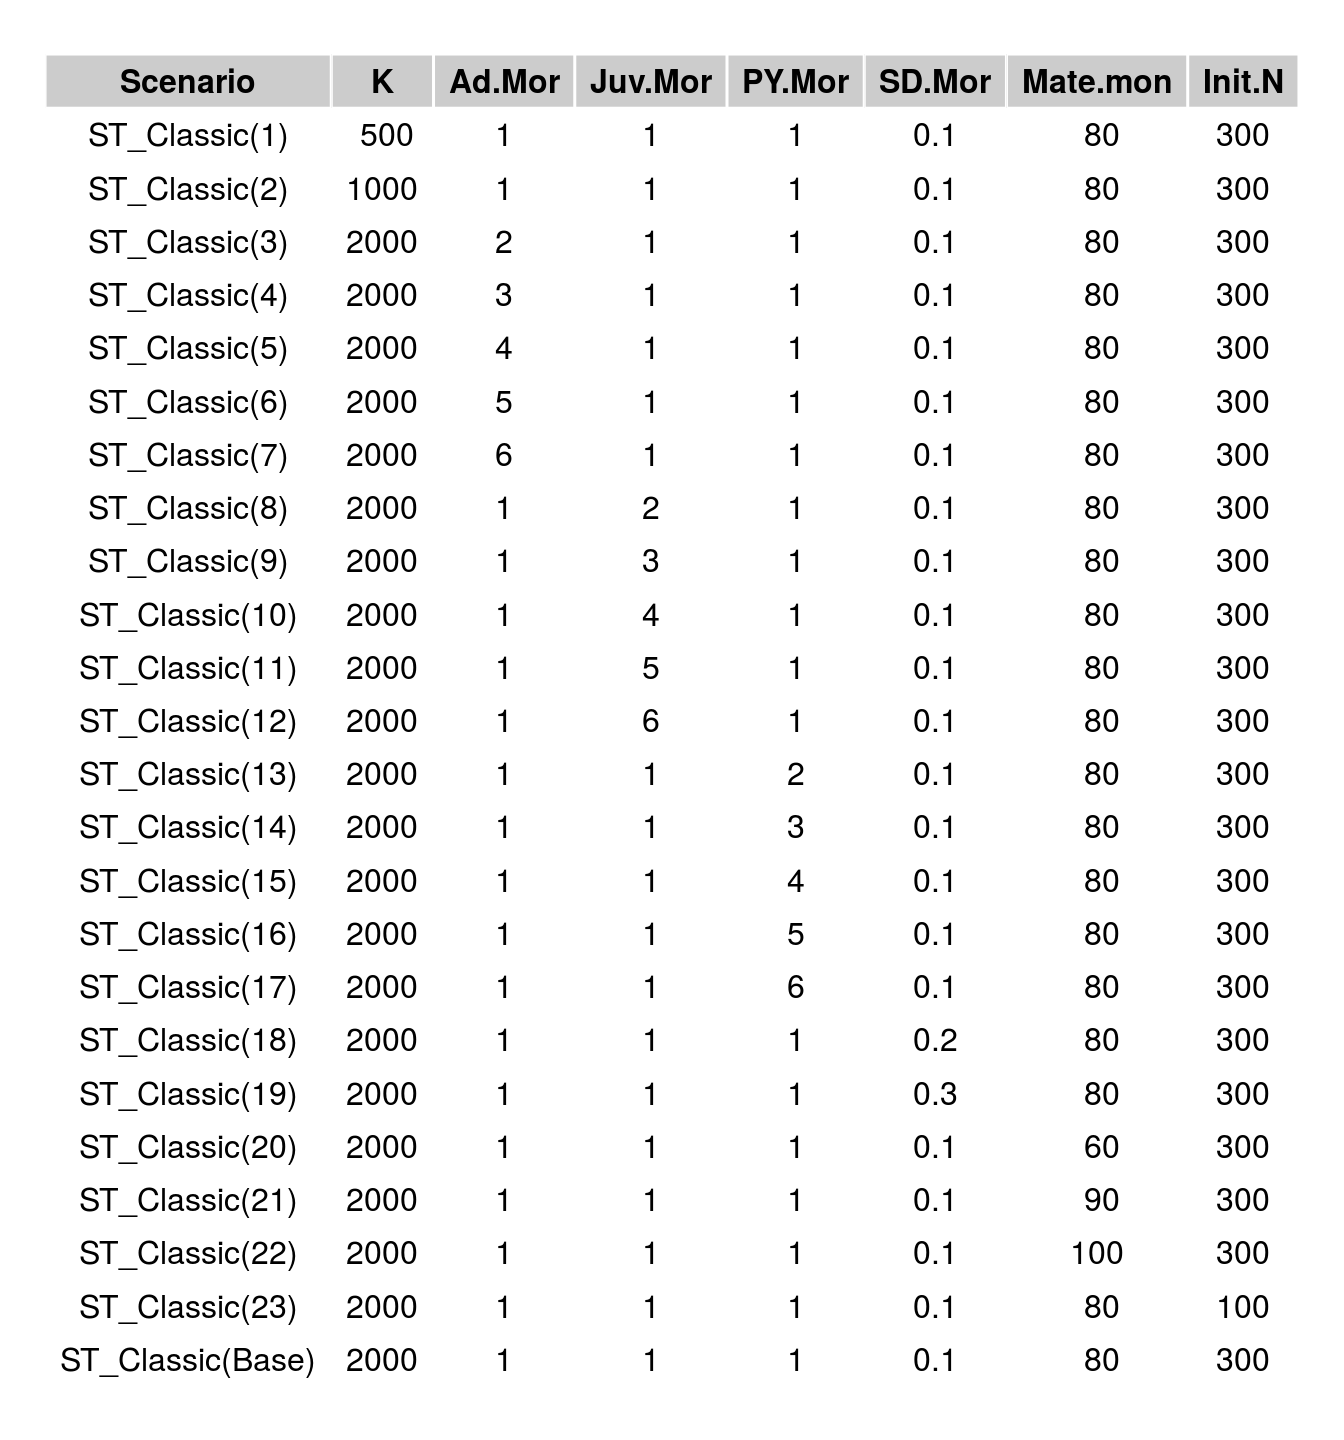 Scenario K Ad.Mor Juv.Mor PY.Mor SD.Mor Mate.mon Init.N
ST_Classic(1) 500 1 1 1 0.1 80 300
ST_Classic(2) 1000 1 1 1 0.1 80 300
ST_Classic(3) 2000 2 1 1 0.1 80 300
ST_Classic(4) 2000 3 1 1 0.1 80 300
ST_Classic(5) 2000 4 1 1 0.1 80 300
ST_Classic(6) 2000 5 1 1 0.1 80 300
ST_Classic(7) 2000 6 1 1 0.1 80 300
ST_Classic(8) 2000 1 2 1 0.1 80 300
ST_Classic(9) 2000 1 3 1 0.1 80 300
ST_Classic(10) 2000 1 4 1 0.1 80 300
ST_Classic(11) 2000 1 5 1 0.1 80 300
ST_Classic(12) 2000 1 6 1 0.1 80 300
ST_Classic(13) 2000 1 1 2 0.1 80 300
ST_Classic(14) 2000 1 1 3 0.1 80 300
ST_Classic(15) 2000 1 1 4 0.1 80 300
ST_Classic(16) 2000 1 1 5 0.1 80 300
ST_Classic(17) 2000 1 1 6 0.1 80 300
ST_Classic(18) 2000 1 1 1 0.2 80 300
ST_Classic(19) 2000 1 1 1 0.3 80 300
ST_Classic(20) 2000 1 1 1 0.1 60 300
ST_Classic(21) 2000 1 1 1 0.1 90 300
ST_Classic(22) 2000 1 1 1 0.1 100 300
ST_Classic(23) 2000 1 1 1 0.1 80 100
ST_Classic(Base) 2000 1 1 1 0.1 80 300